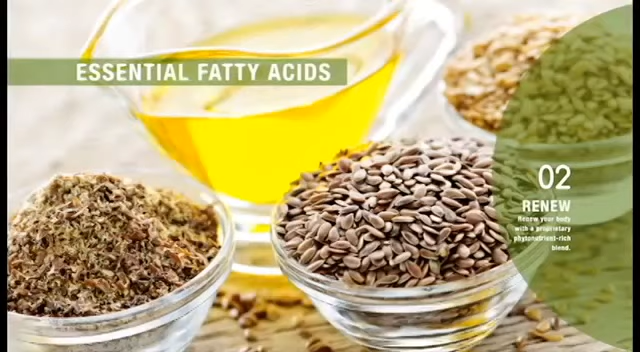 ESSENTIAL FATTY ACIDS
02
RENEW
Renew your body
with a proprietary
phytonutrient-rich
blend.